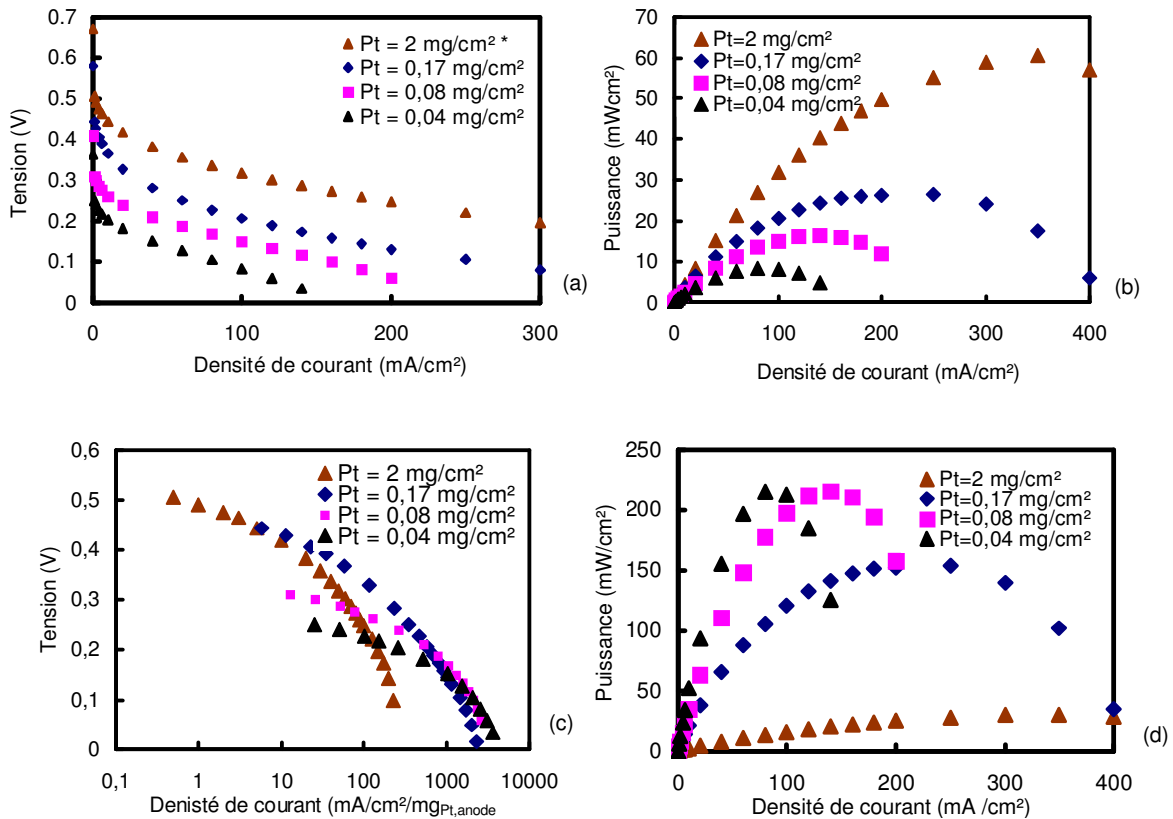 0.7
0.6
0.5
0.4
0.3
0.2
0.1
0
Tension (V)
Pt = 2 mg/cm² *
Pt = 0,17 mg/cm²
Pt = 0,08 mg/cm²
Pt = 0,04 mg/cm²
0 100 200 300
Densité de courant (mA/cm²)
(a)
70
60
50
40
30
20
10
0
Puissance (mWcm²)
Pt=2 mg/cm²
Pt=0,17 mg/cm²
Pt=0,08 mg/cm²
Pt=0,04 mg/cm²
0 100 200 300 400
Densité de courant (mA/cm²)
(b)
0,6
0,5
0,4
0,3
0,2
0,1
0
Tension (V)
Pt = 2 mg/cm²
Pt = 0,17 mg/cm²
Pt = 0,08 mg/cm²
Pt = 0,04 mg/cm²
0,1 1 10 100 1000 10000
Denisté de courant (mA/cm²/mgPt,anode
(c)
250
200
150
100
50
0
Puissance (mW/cm²)
Pt=2 mg/cm²
Pt=0,17 mg/cm²
Pt=0,08 mg/cm²
Pt=0,04 mg/cm²
0 100 200 300 400
Densité de courant (mA /cm²)
(d)